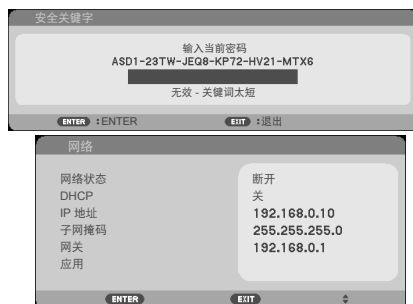 安全关键字
输入当前密码
ASD1-23TW-JEQ8-KP72-HV21-MTX6
无效 - 关键词太短
ENTER :ENTER EXIT :退出
网络
网络状态 断开
DHCP 关
IP 地址 192.168.0.10
子网掩码 255.255.255.0
网关 192.168.0.1
应用
ENTER EXIT